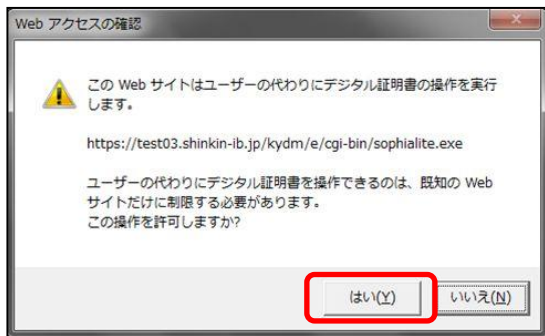 Web アクセスの確認
この Web サイトはユーザーの代わりにデジタル証明書の操作を実行
します。
https://test03.shinkin-ib.jp/kydm/e/cgi-bin/sophialite.exe
ユーザーの代わりにデジタル証明書を操作できるのは、既知の Web
サイトだけに制限する必要があります。
この操作を許可しますか?
はい(Y) いいえ(N)